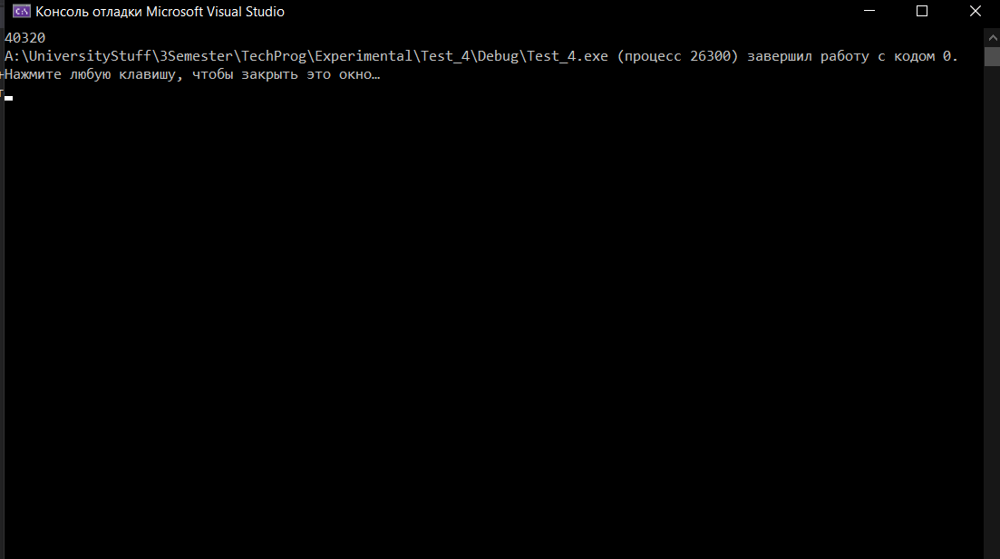 Консоль отладки Microsoft Visual Studio
40320
A:\UniversityStuff\3Semester\TechProg\Experimental\Test_4\Debug\Test_4.exe (процесс 26300) завершил работу с кодом 0.
Нажмите любую клавишу, чтобы закрыть это окно…